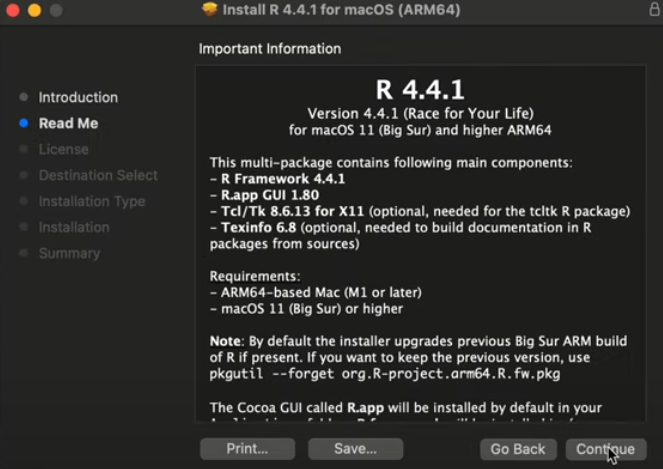 Install R 4.4.1 for macOS (ARM64)
Important Information
Introduction
Read Me
License
Destination Select
Installation Type
Installation
Summary
R 4.4.1
Version 4.4.1 (Race for Your Life)
for macOS 11 (Big Sur) and higher ARM64
This multi-package contains following main components:
- R Framework 4.4.1
- R.app GUI 1.80
- Tcl/Tk 8.6.13 for X11 (optional, needed for the tcltk R package)
- Texinfo 6.8 (optional, needed to build documentation in R
packages from sources)
Requirements:
- ARM64-based Mac (M1 or later)
- macOS 11 (Big Sur) or higher
Note: By default the installer upgrades previous Big Sur ARM build
of R if present. If you want to keep the previous version, use
pkgutil --forget org.R-project.arm64.R.fw.pkg
The Cocoa GUI called R.app will be installed by default in your
Print...
Save...
Go Back
Continue